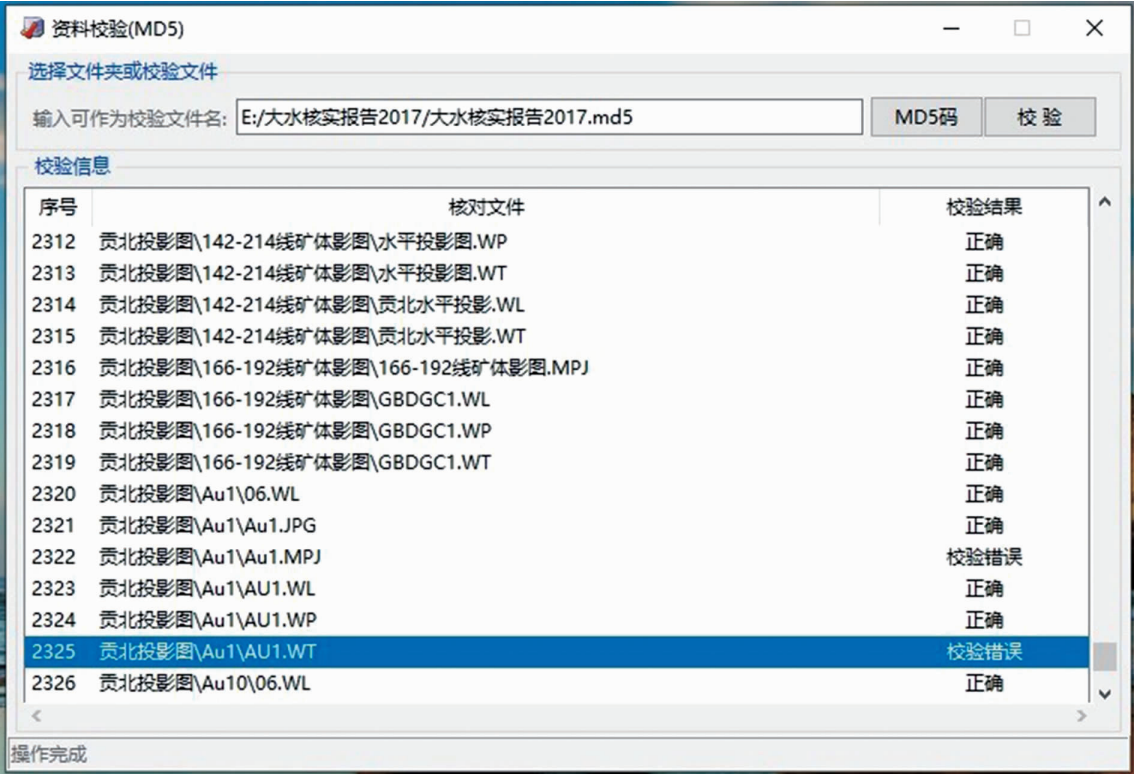 资料校验(MD5)
选择文件夹或校验文件
输入可作为校验文件名: E:/大水核实报告2017/大水核实报告2017.md5 MD5码 校 验
校验信息
序号 核对文件 校验结果
2312 贡北投影图\142-214线矿体影图\水平投影图.WP 正确
2313 贡北投影图\142-214线矿体影图\水平投影图.WT 正确
2314 贡北投影图\142-214线矿体影图\贡北水平投影.WL 正确
2315 贡北投影图\142-214线矿体影图\贡北水平投影.WT 正确
2316 贡北投影图\166-192线矿体影图\166-192线矿体影图.MPJ 正确
2317 贡北投影图\166-192线矿体影图\GBDGC1.WL 正确
2318 贡北投影图\166-192线矿体影图\GBDGC1.WP 正确
2319 贡北投影图\166-192线矿体影图\GBDGC1.WT 正确
2320 贡北投影图\Au1\06.WL 正确
2321 贡北投影图\Au1\Au1.JPG 正确
2322 贡北投影图\Au1\Au1.MPJ 校验错误
2323 贡北投影图\Au1\AU1.WL 正确
2324 贡北投影图\Au1\AU1.WP 正确
2325 贡北投影图\Au1\AU1.WT 校验错误
2326 贡北投影图\Au10\06.WL 正确
操作完成